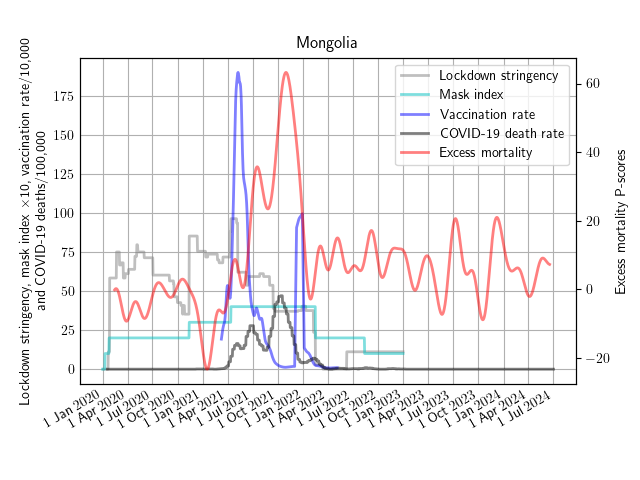 Mongolia
Lockdown stringency
Mask index
Vaccination rate
COVID-19 death rate
Excess mortality
Lockdown stringency, mask index ×10, vaccination rate/10,000
and COVID-19 deaths/100,000
175
150
125
100
75
50
25
0
60
40
20
0
−20
Excess mortality P-scores
1 Jan 2020
1 Apr 2020
1 Jul 2020
1 Oct 2020
1 Jan 2021
1 Apr 2021
1 Jul 2021
1 Oct 2021
1 Jan 2022
1 Apr 2022
1 Jul 2022
1 Oct 2022
1 Jan 2023
1 Apr 2023
1 Jul 2023
1 Oct 2023
1 Jan 2024
1 Apr 2024
1 Jul 2024